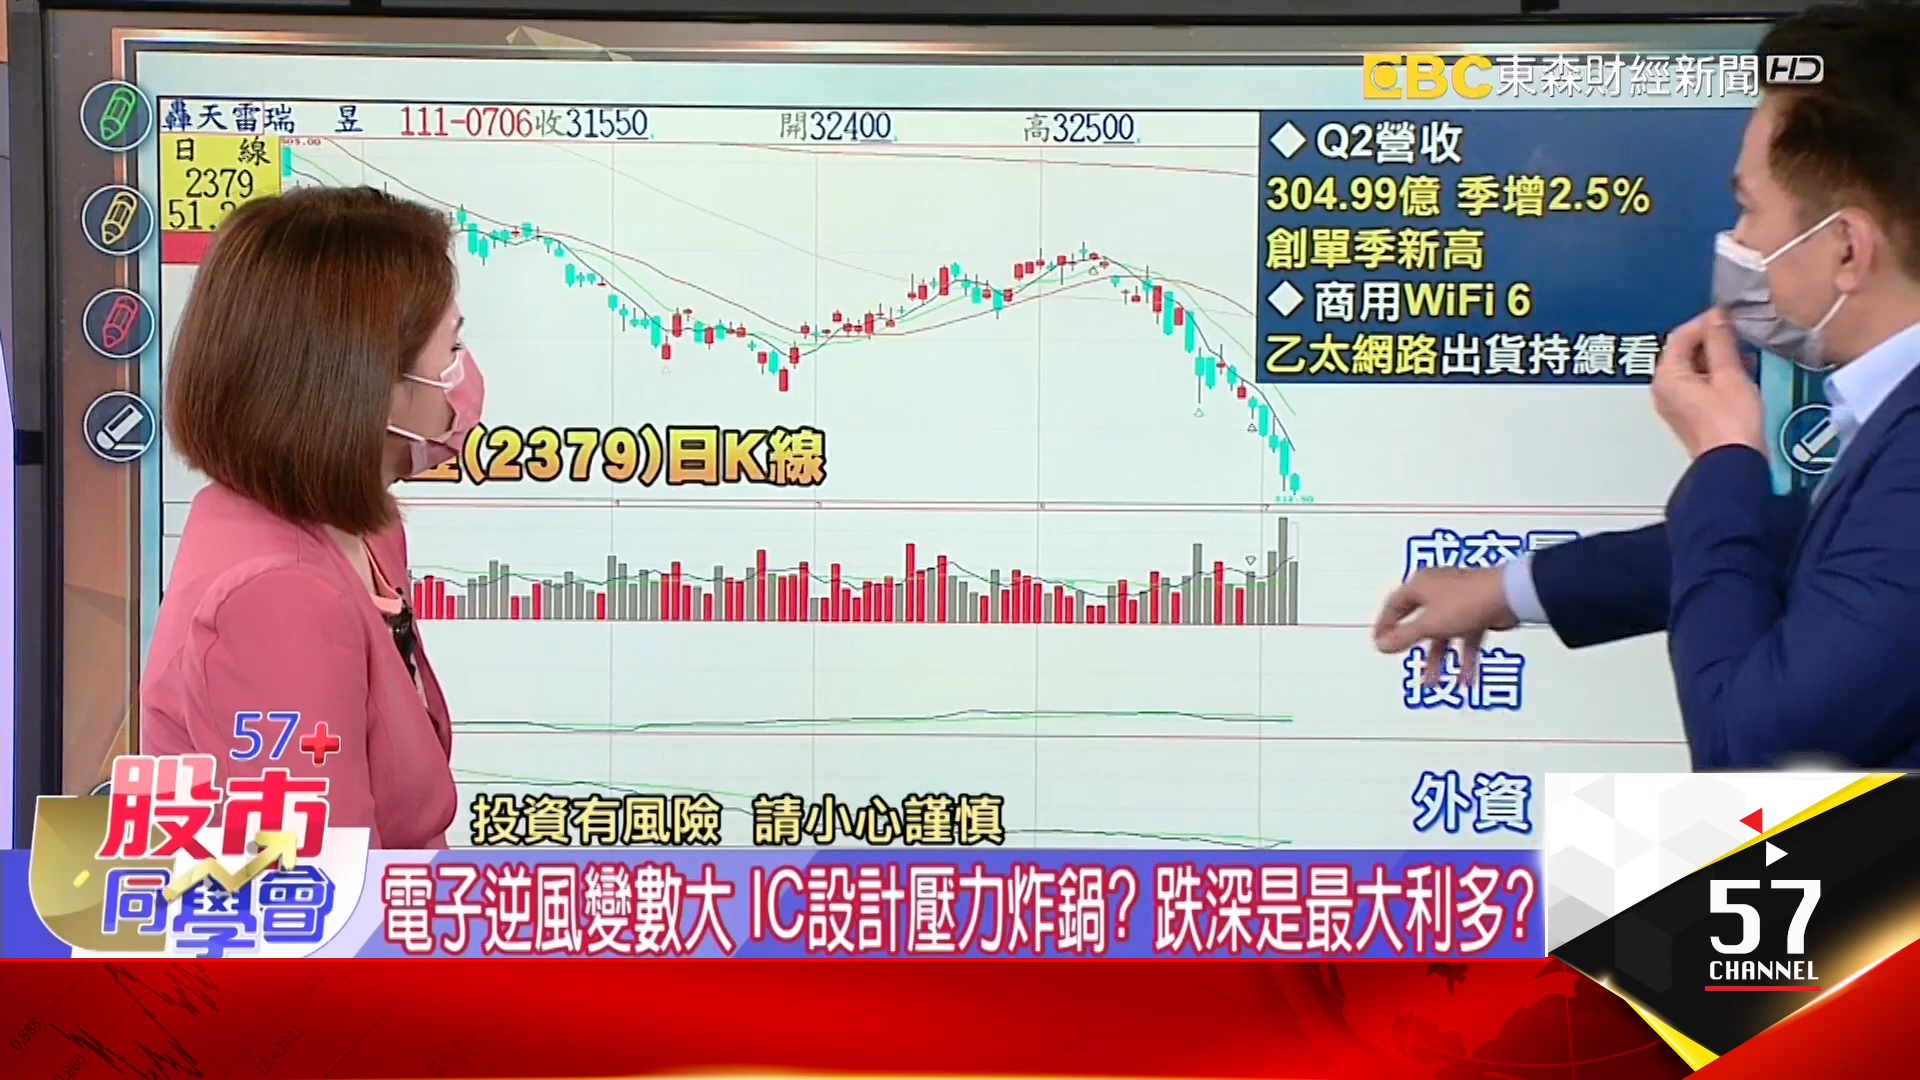 EBC東森財經新聞 HD
轟天雷瑞 昱 111-0706收31550 開32400 高32500
日 線
2379
51.
◆ Q2營收
304.99億 季增2.5%
創單季新高
◆ 商用WiFi 6
乙太網路出貨持續看
(2379)日K線
成交量
投信
外資
57+
股市
同學會
投資有風險 請小心謹慎
電子逆風變數大 IC設計壓力炸鍋? 跌深是最大利多?
57
CHANNEL